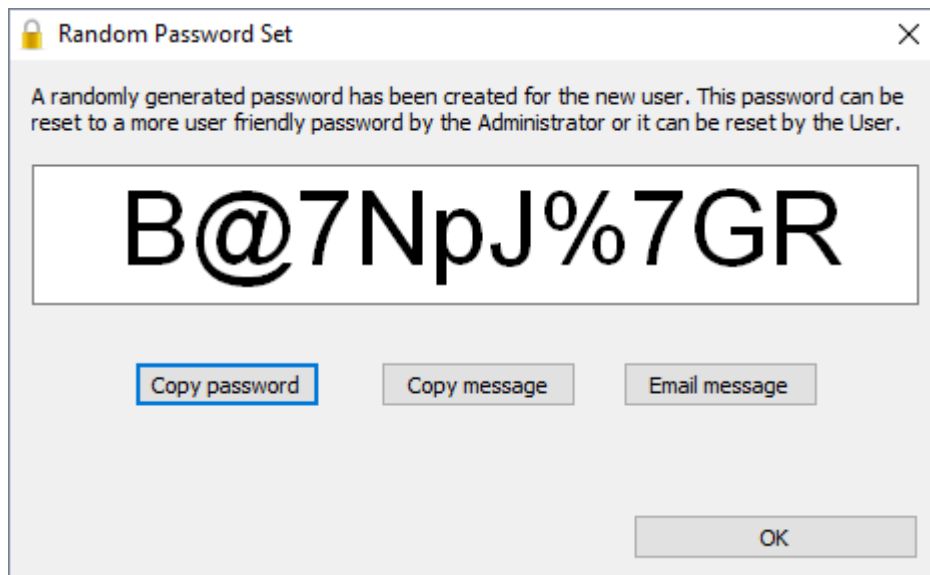 Random Password Set
A randomly generated password has been created for the new user. This password can be
reset to a more user friendly password by the Administrator or it can be reset by the User.
B@7NpJ%7GR
Copy password
Copy message
Email message
OK